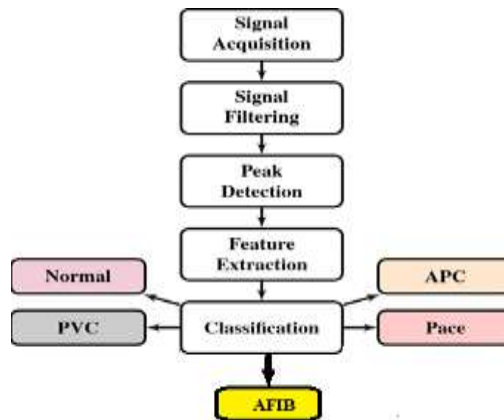 Signal
Acquisition
Signal
Filtering
Peak
Detection
Feature
Extraction
Normal
APC
PVC
Classification
Pace
AFIB